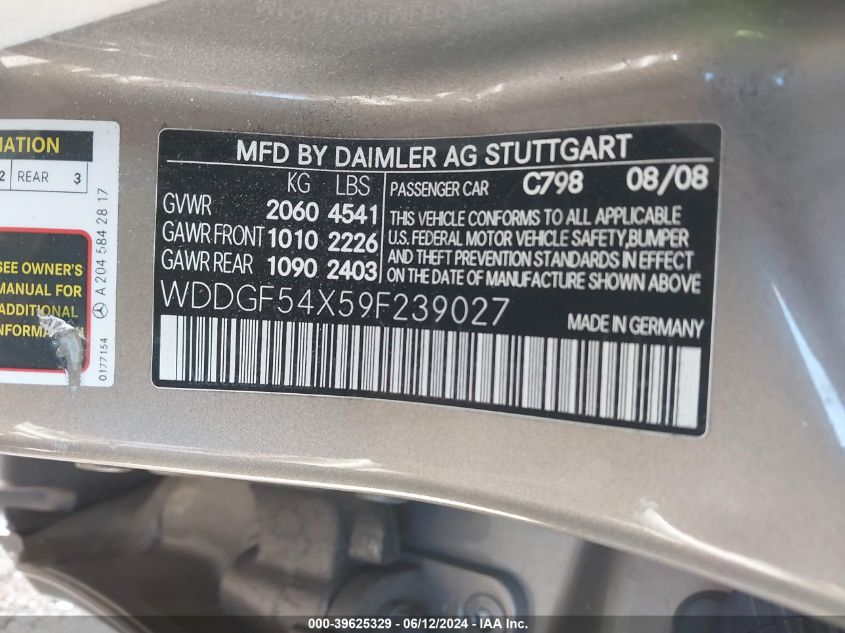 MATION
2 REAR 3
SEE OWNER'S
MANUAL FOR
ADDITIONAL
A 204 584 28 17
0177154
MFD BY DAIMLER AG STUTTGART
KG LBS
GVWR 2060 4541
GAWR FRONT 1010 2226
GAWR REAR 1090 2403
PASSENGER CAR C798 08/08
THIS VEHICLE CONFORMS TO ALL APPLICABLE
U.S. FEDERAL MOTOR VEHICLE SAFETY,BUMPER
AND THEFT PREVENTION STANDARDS IN EFFECT
ON THE DATE OF MANUFACTURE SHOWN ABOVE
WDDGF54X59F239027
MADE IN GERMANY
000-39625329 - 06/12/2024 - IAA, Inc.